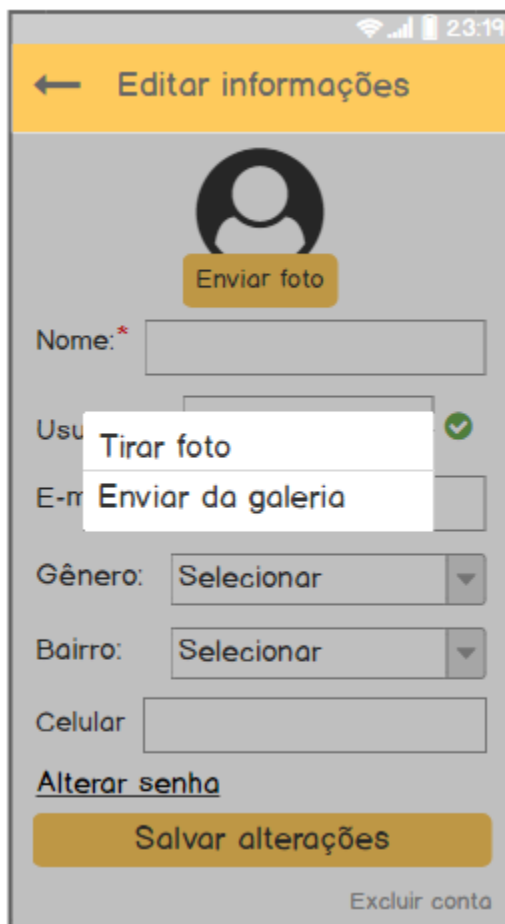 23:19
Editar informações
Enviar foto
Nome:*
Usu
Tirar foto
E-m
Enviar da galeria
Gênero: Selecionar
Bairro: Selecionar
Celular
Alterar senha
Salvar alterações
Excluir conta